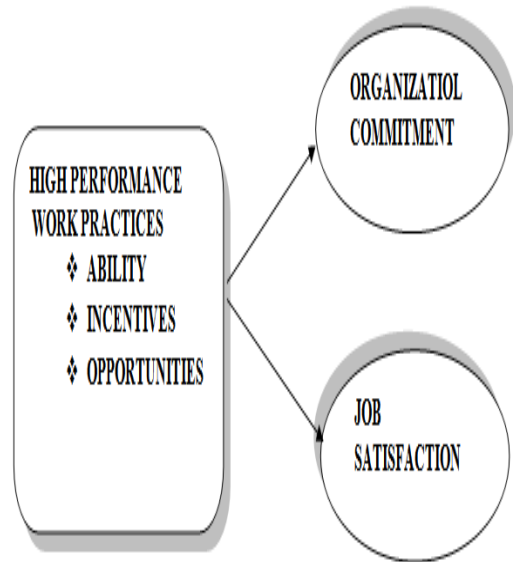 HIGH PERFORMANCE
WORK PRACTICES
❖ ABILITY
❖ INCENTIVES
❖ OPPORTUNITIES
ORGANIZATIOL
COMMITMENT
JOB
SATISFACTION